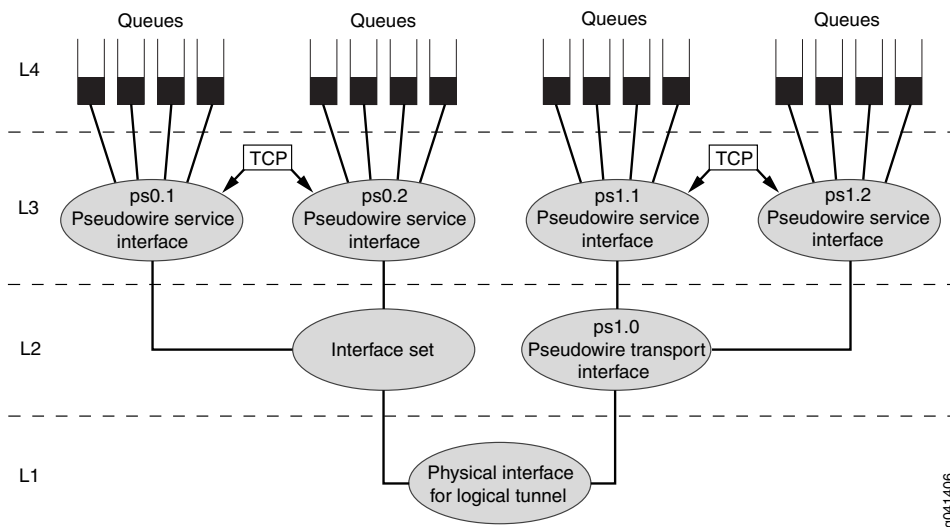 Queues Queues Queues Queues
L4
TCP TCP
L3
ps0.1
Pseudowire service
interface
ps0.2
Pseudowire service
interface
ps1.1
Pseudowire service
interface
ps1.2
Pseudowire service
interface
L2
Interface set
ps1.0
Pseudowire transport
interface
L1
Physical interface
for logical tunnel
g041406